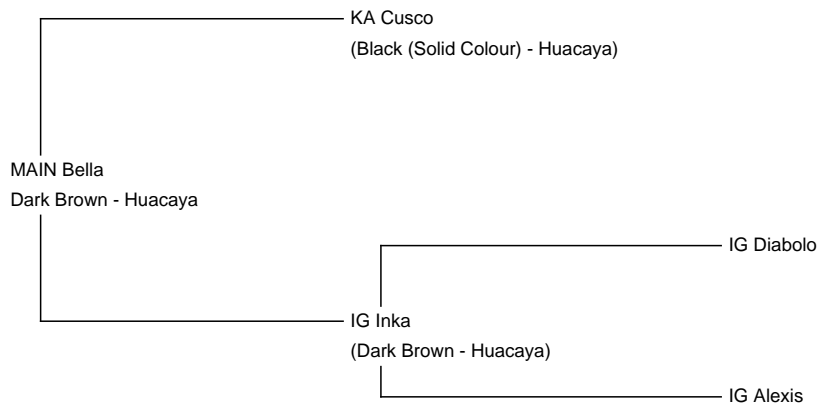 KA Cusco
(Black (Solid Colour) - Huacaya)
MAIN Bella
Dark Brown - Huacaya
IG Diabolo
IG Inka
(Dark Brown - Huacaya)
IG Alexis